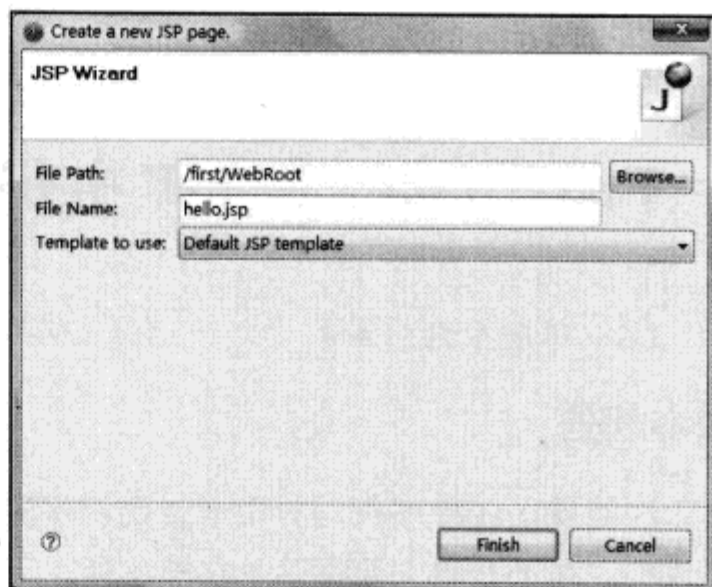 Create a new JSP page.
JSP Wizard
J
File Path: /first/WebRoot Browse...
File Name: hello.jsp
Template to use: Default JSP template
? Finish Cancel